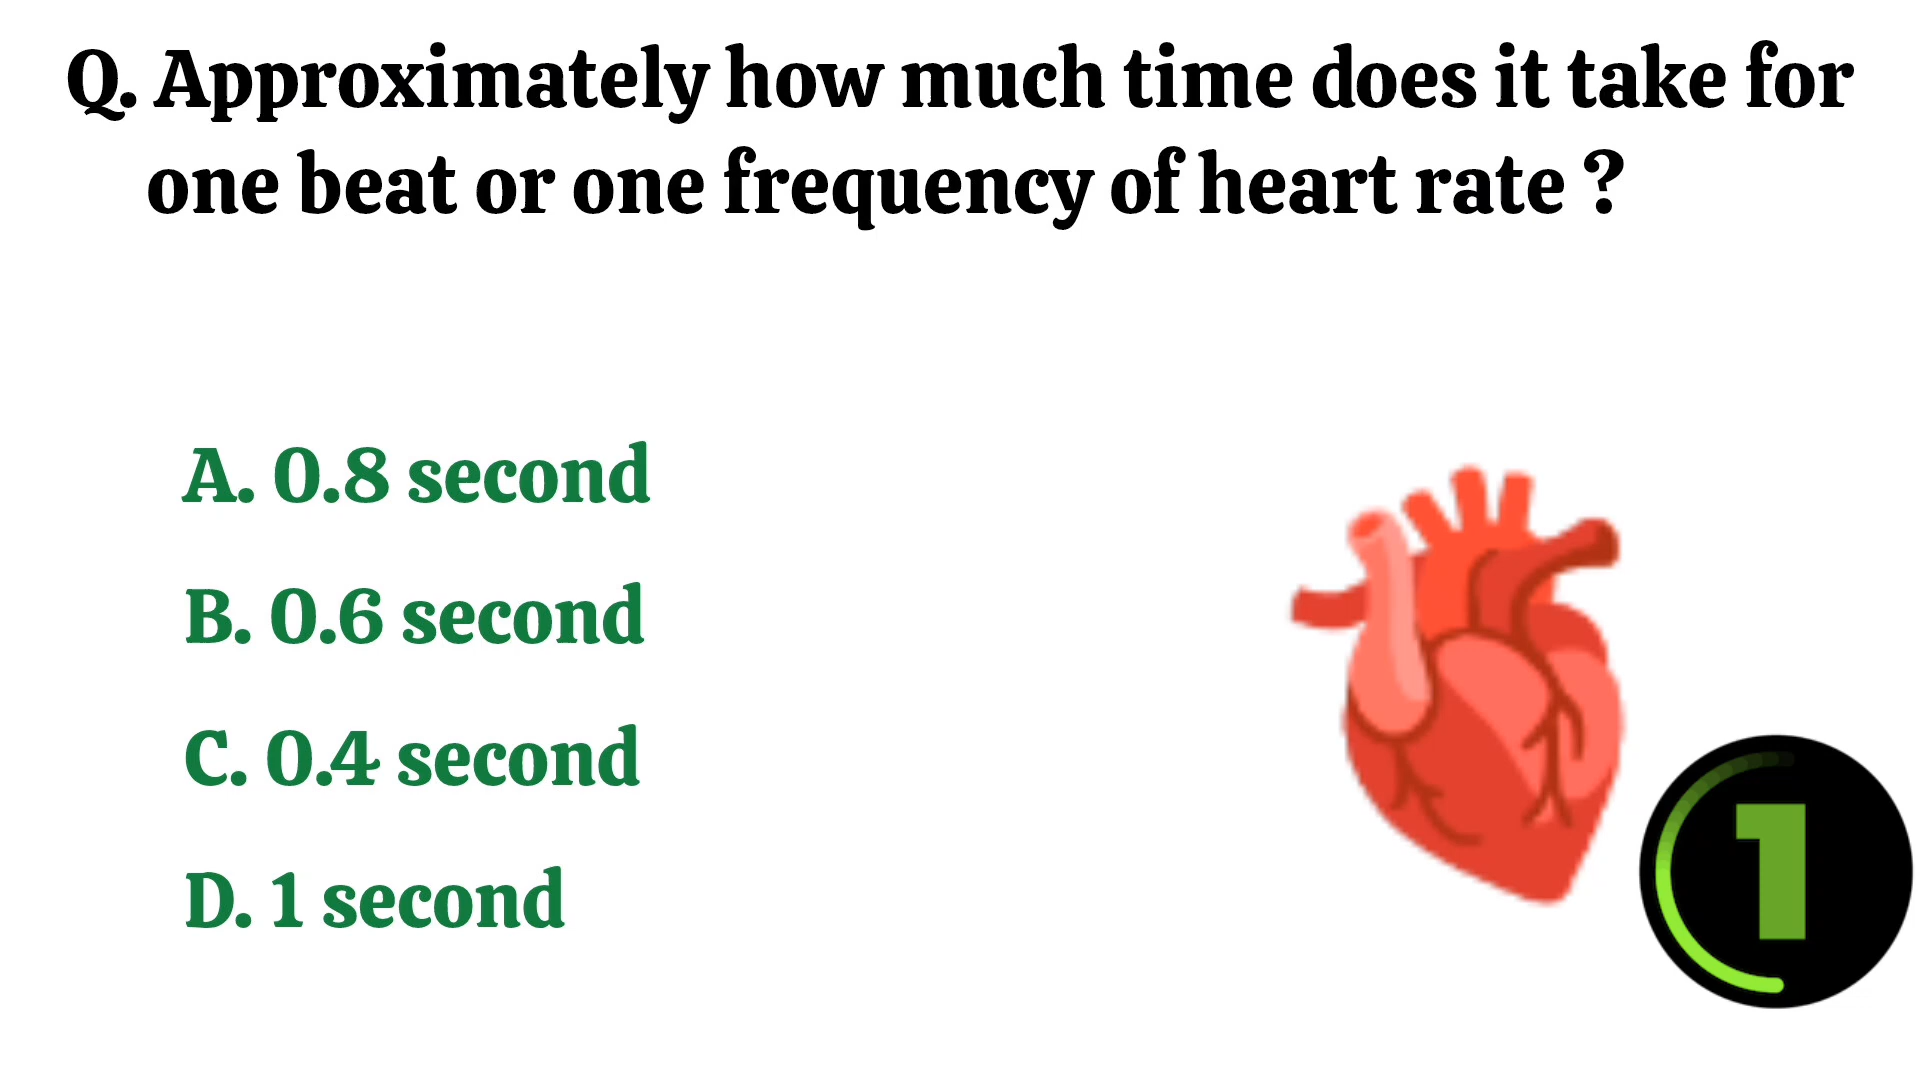 Q. Approximately how much time does it take for
one beat or one frequency of heart rate ?
A. 0.8 second
B. 0.6 second
C. 0.4 second
D. 1 second
1